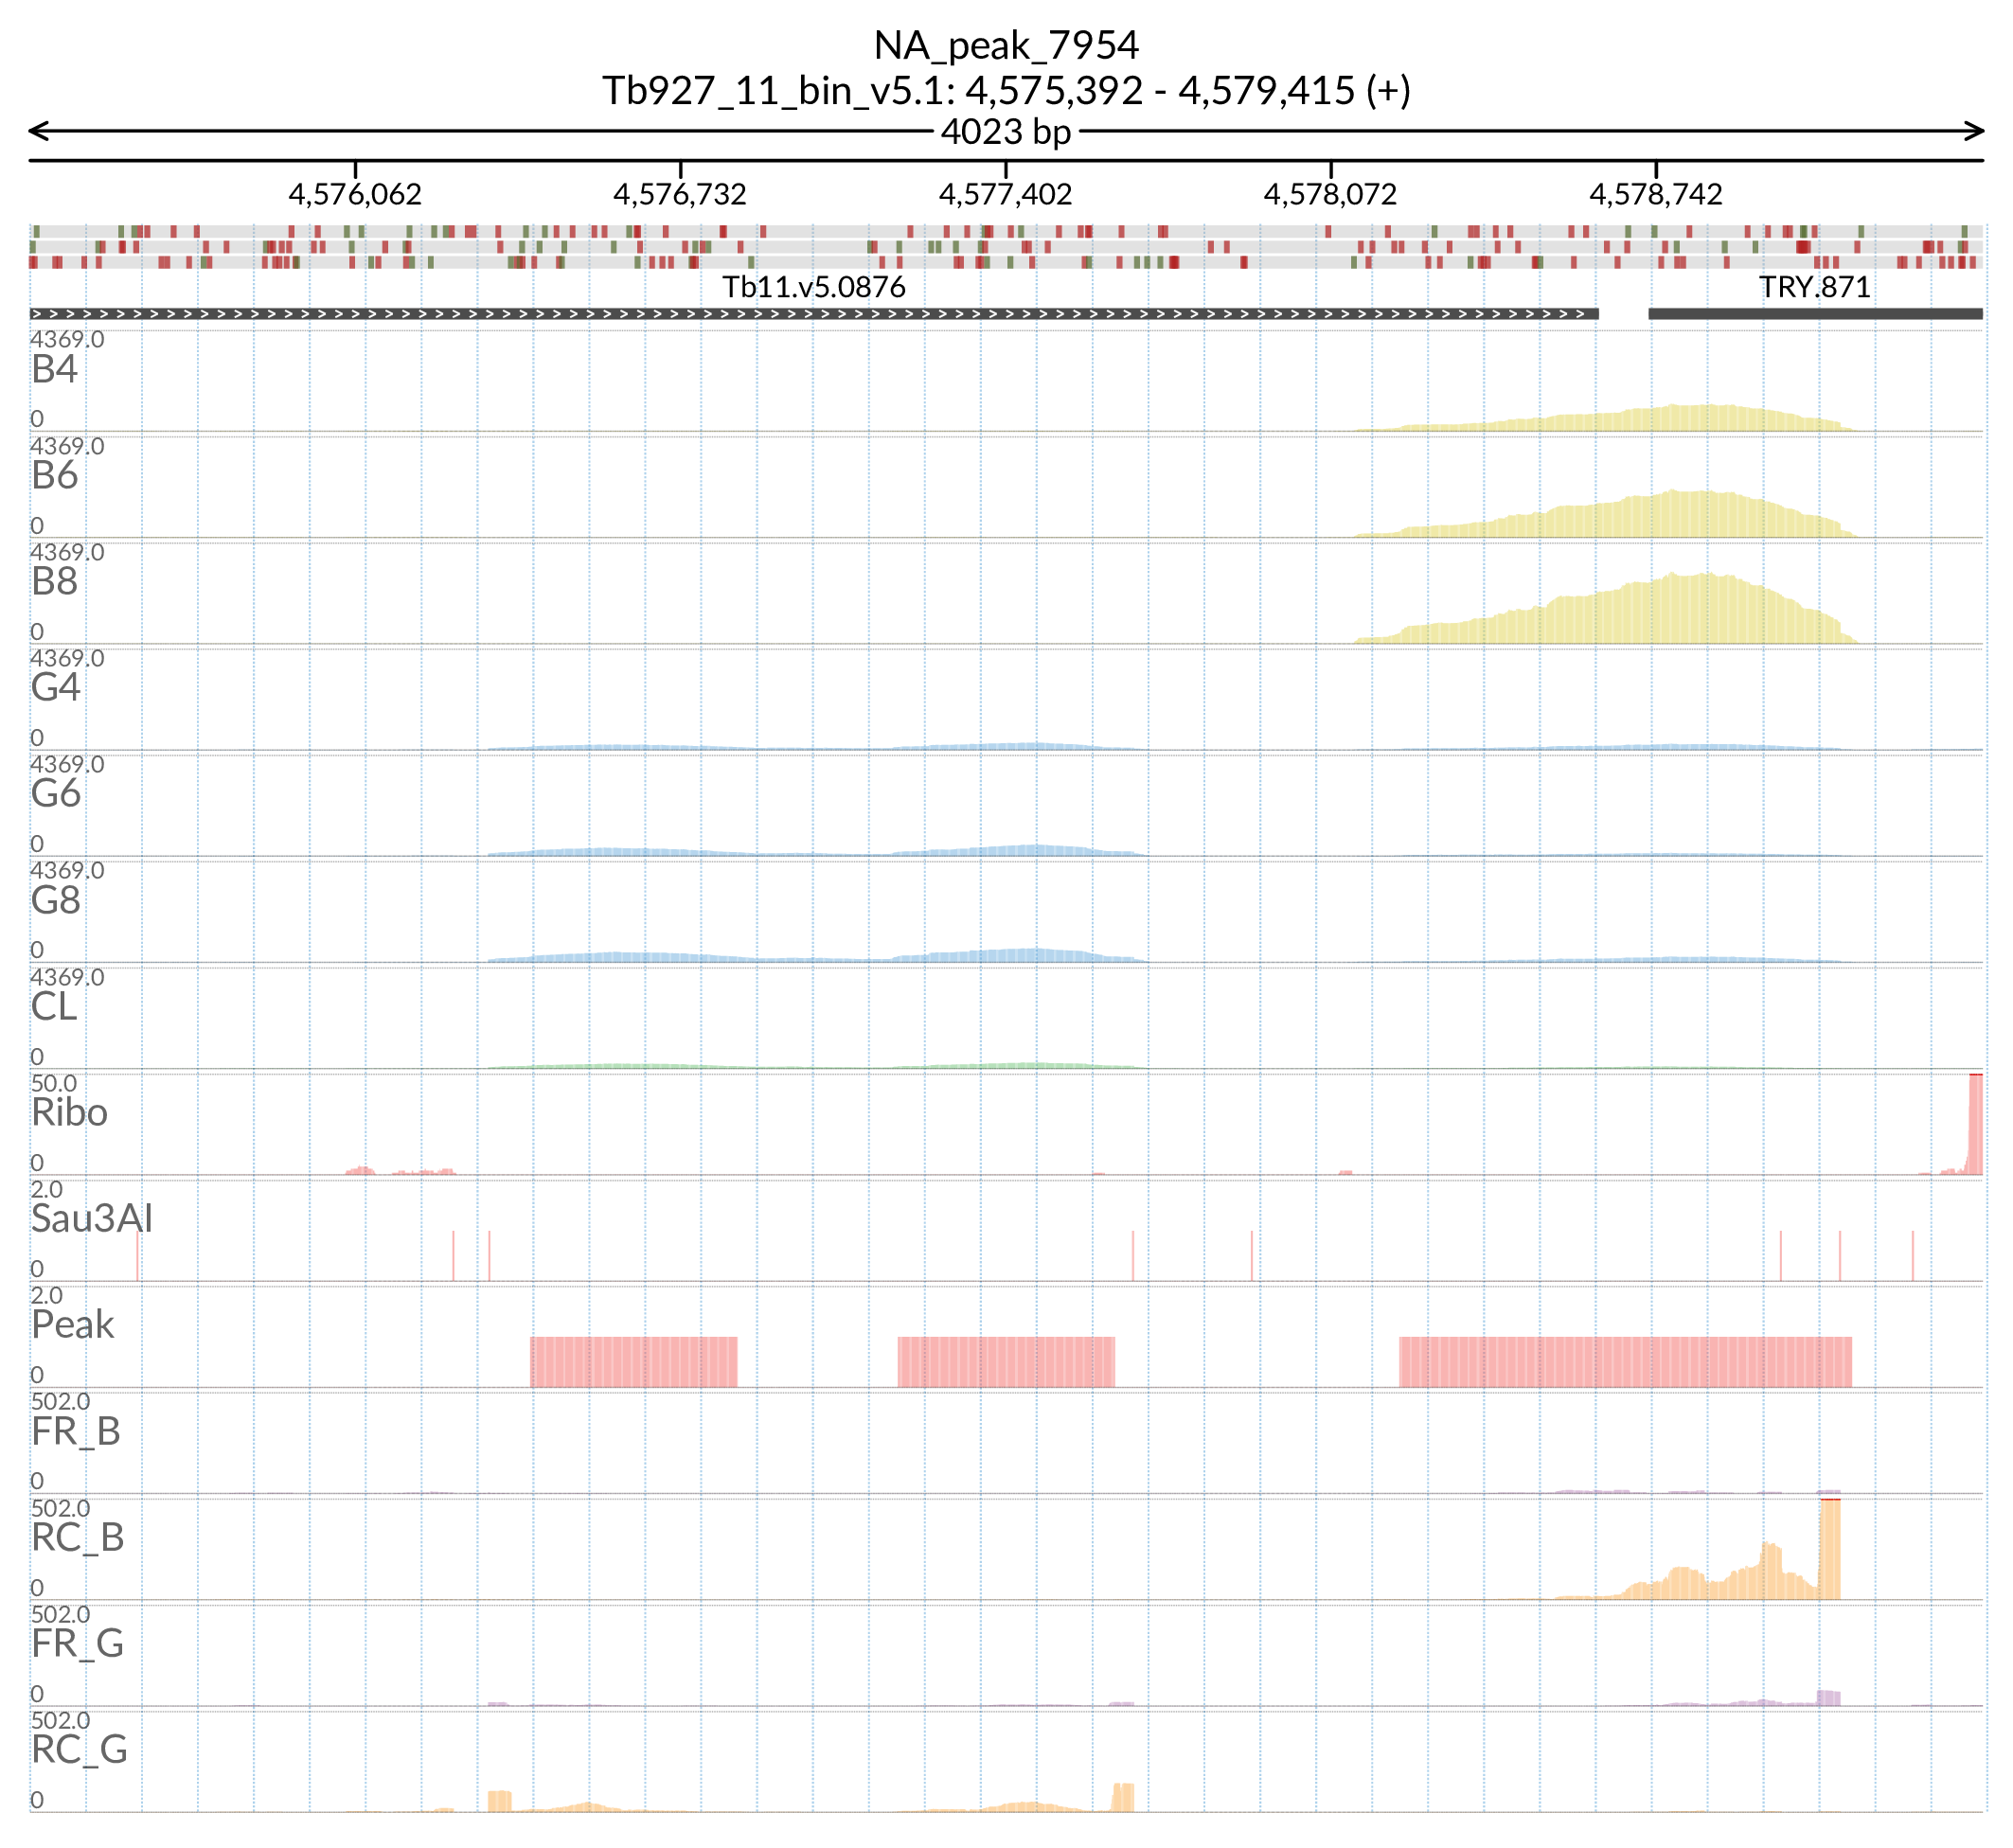 NA_peak_7954
Tb927_11_bin_v5.1: 4,575,392 - 4,579,415 (+)
4023 bp
4,576,062 4,576,732 4,577,402 4,578,072 4,578,742
Tb11.v5.0876 TRY.871
4369.0
B4
0
4369.0
B6
0
4369.0
B8
0
4369.0
G4
0
4369.0
G6
0
4369.0
G8
0
4369.0
CL
0
50.0
Ribo
0
2.0
Sau3AI
0
2.0
Peak
0
502.0
FR_B
0
502.0
RC_B
0
502.0
FR_G
0
502.0
RC_G
0